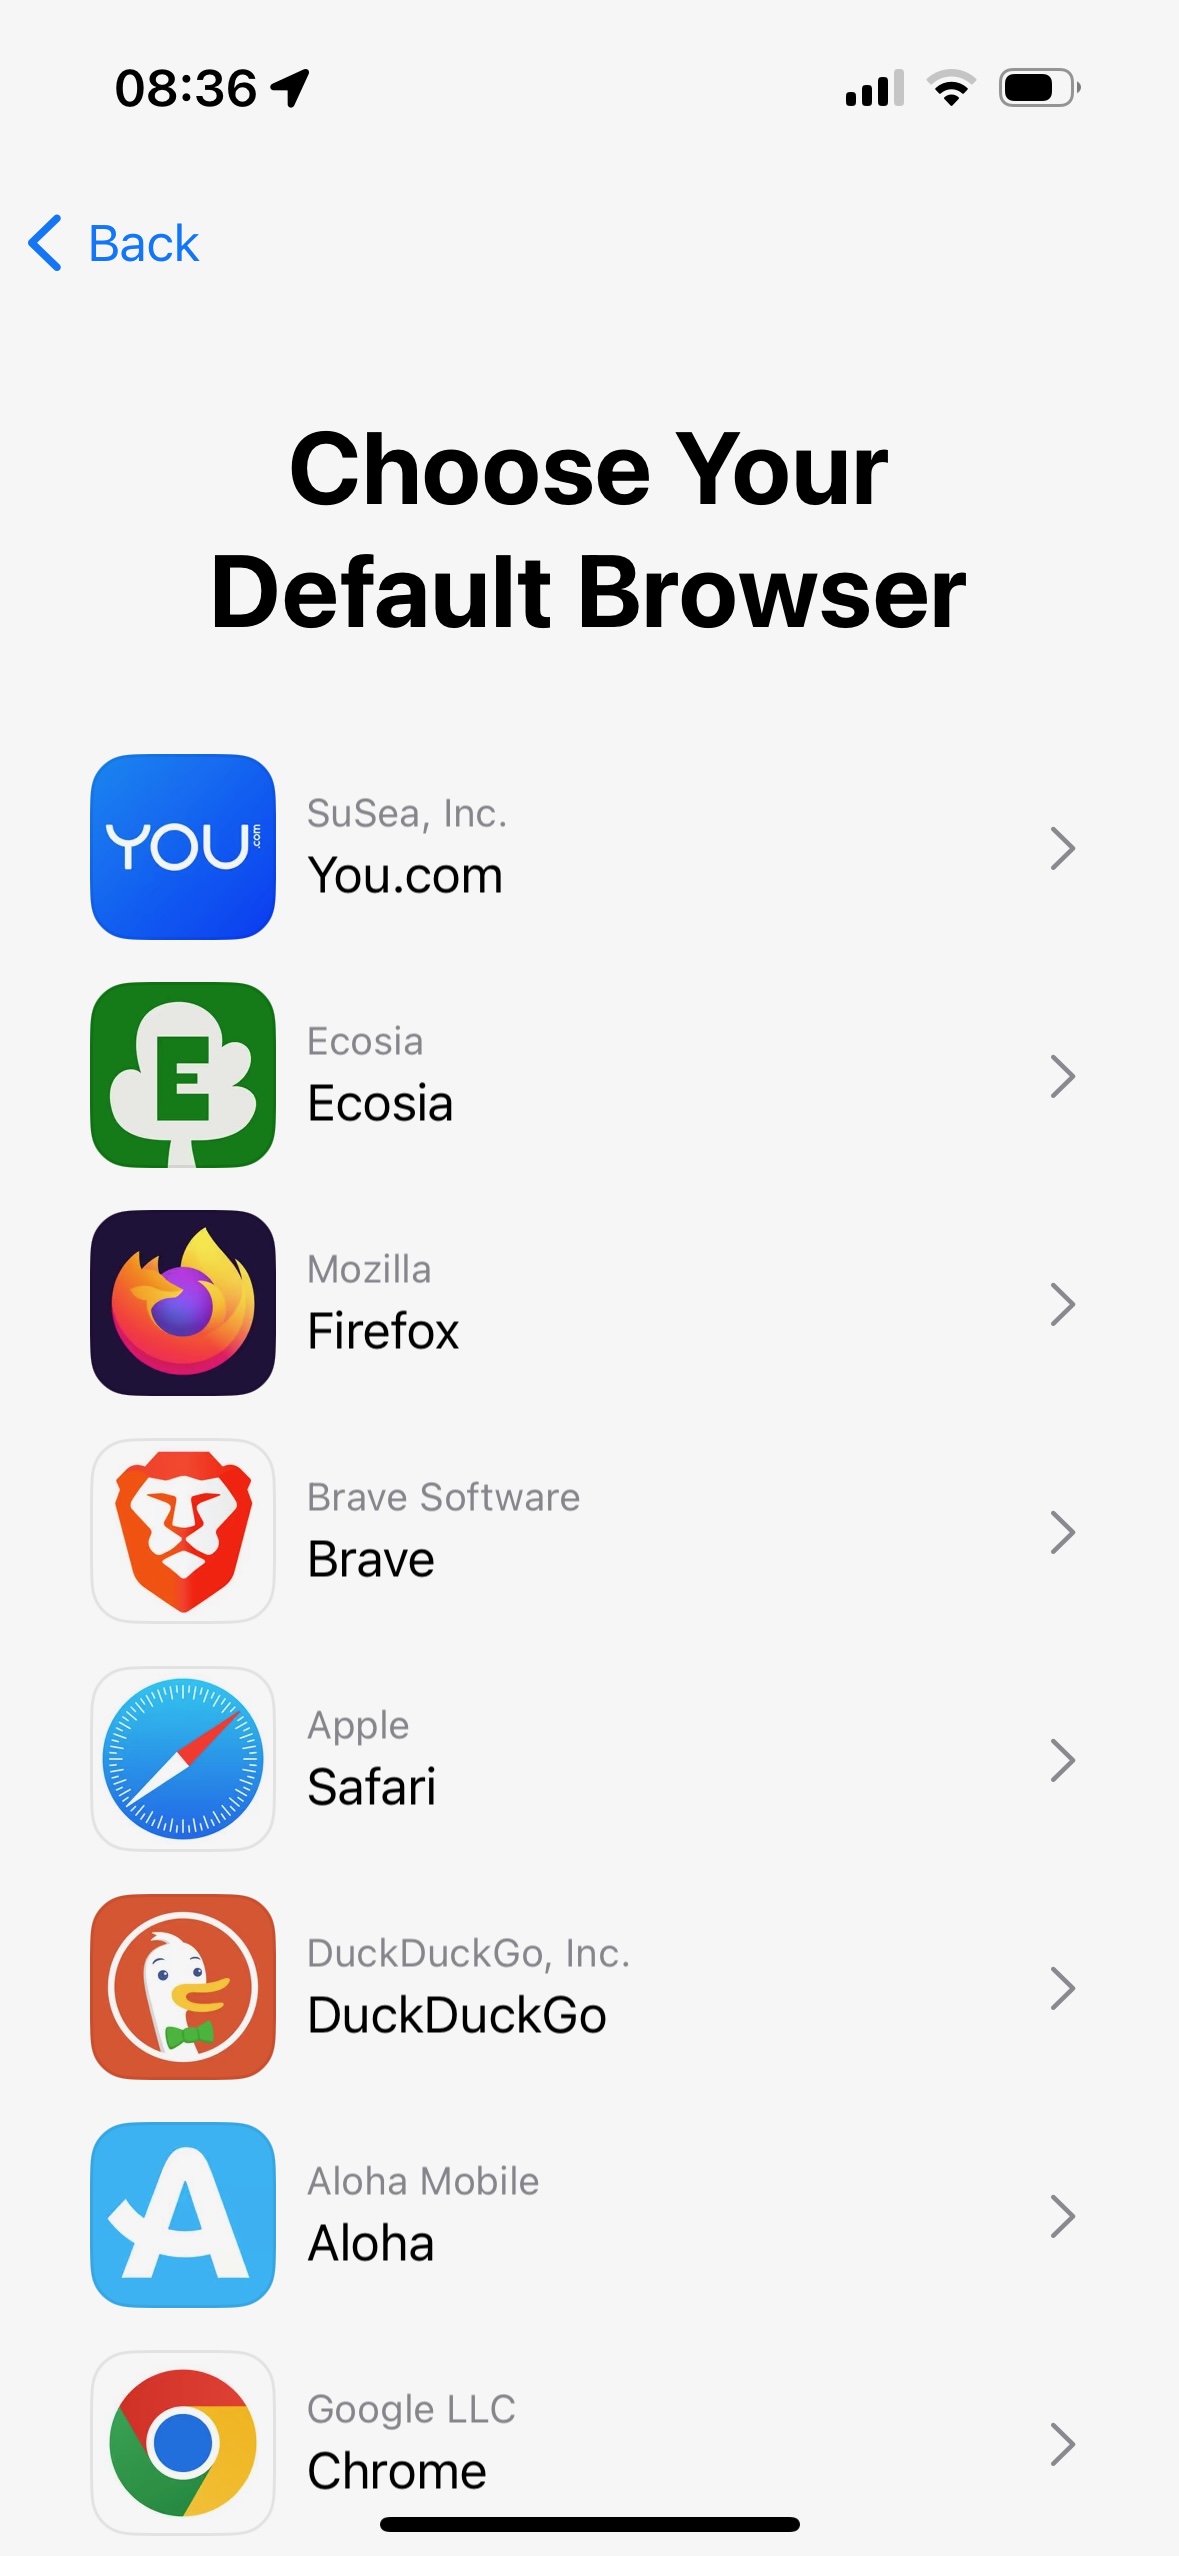 08:36
Back
Choose Your
Default Browser
YOU.com
SuSea, Inc.
You.com
E
Ecosia
Ecosia
Mozilla
Firefox
Brave Software
Brave
Apple
Safari
DuckDuckGo, Inc.
DuckDuckGo
A
Aloha Mobile
Aloha
Google LLC
Chrome